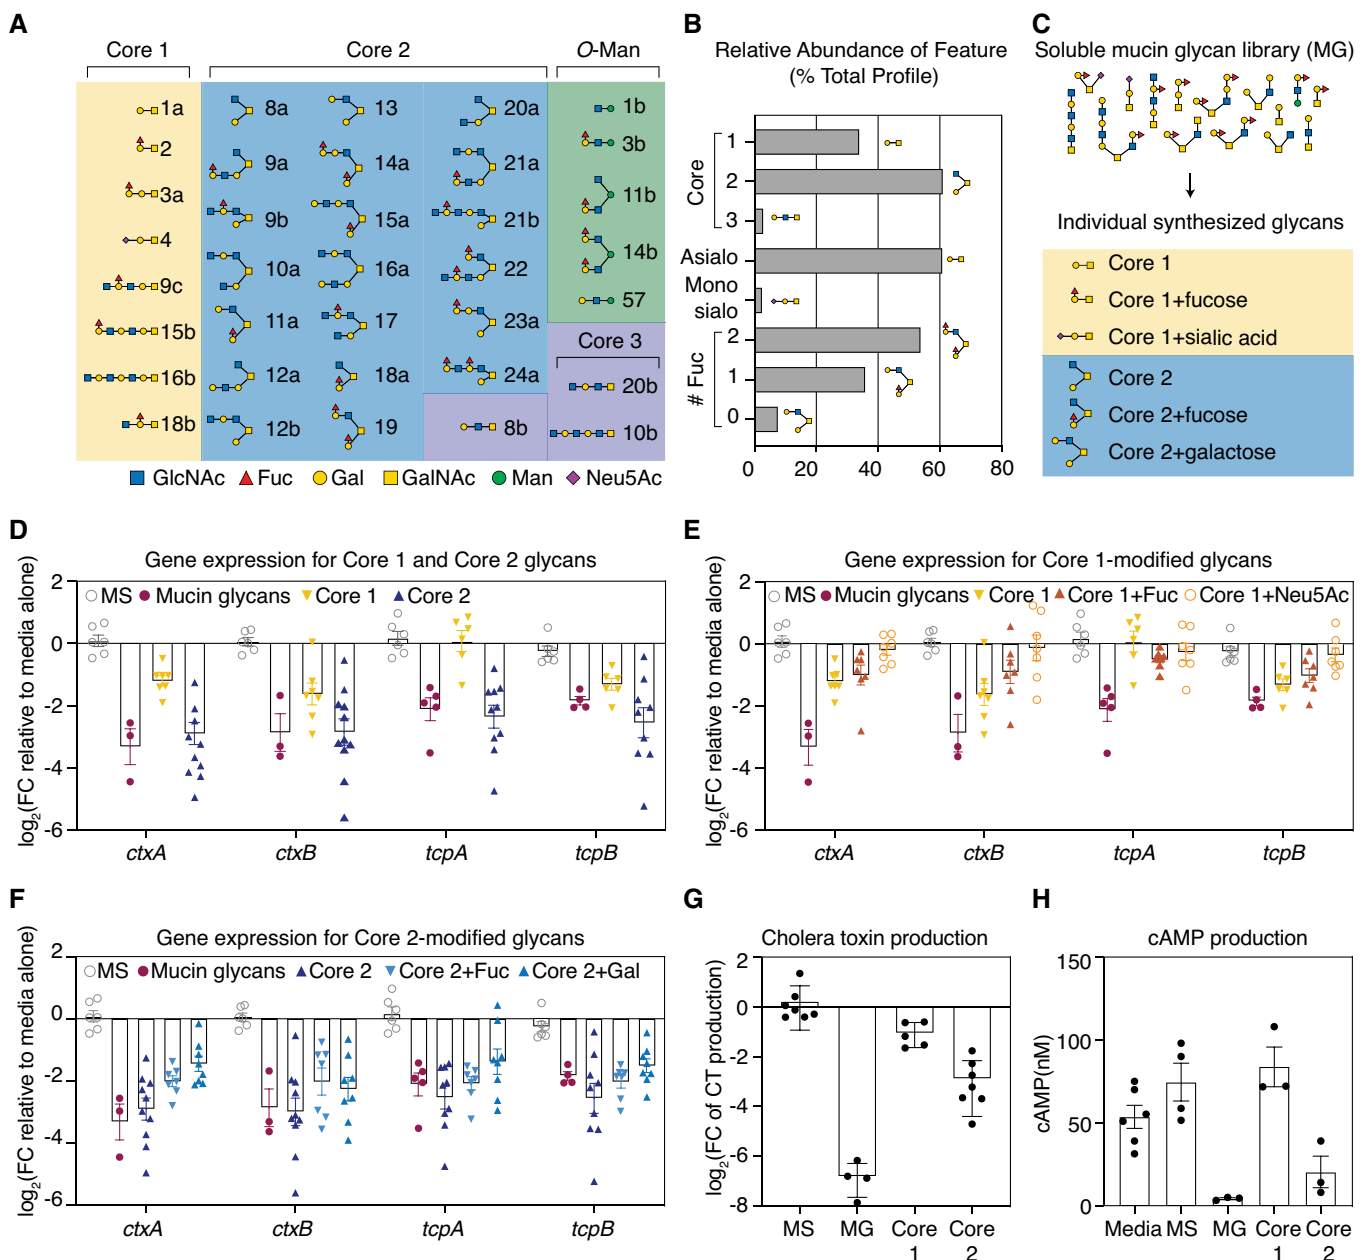 A
Core 1
Core 2
O-Man
1a
2
3a
4
9c
15b
16b
18b
8a
9a
9b
10a
11a
12a
12b
13
14a
15a
16a
17
18a
19
20a
21a
21b
22
23a
24a
8b
1b
3b
11b
14b
57
Core 3
20b
10b
GlcNAc
Fuc
Gal
GalNAc
Man
Neu5Ac
B
Relative Abundance of Feature
(% Total Profile)
Core
1
2
3
Asialo
Mono
sialo
# Fuc
2
1
0
0
20
40
60
80
C
Soluble mucin glycan library (MG)
Individual synthesized glycans
Core 1
Core 1+fucose
Core 1+sialic acid
Core 2
Core 2+fucose
Core 2+galactose
D
Gene expression for Core 1 and Core 2 glycans
log2(FC relative to media alone)
2
0
-2
-4
-6
MS
Mucin glycans
Core 1
Core 2
ctxA
ctxB
tcpA
tcpB
E
Gene expression for Core 1-modified glycans
log2(FC relative to media alone)
2
0
-2
-4
-6
MS
Mucin glycans
Core 1
Core 1+Fuc
Core 1+Neu5Ac
ctxA
ctxB
tcpA
tcpB
F
Gene expression for Core 2-modified glycans
log2(FC relative to media alone)
2
0
-2
-4
-6
MS
Mucin glycans
Core 2
Core 2+Fuc
Core 2+Gal
ctxA
ctxB
tcpA
tcpB
G
Cholera toxin production
log2(FC of CT production)
2
0
-2
-4
-6
-8
MS
MG
Core
1
Core
2
H
cAMP production
cAMP(nM)
150
100
50
0
Media
MS
MG
Core
1
Core
2